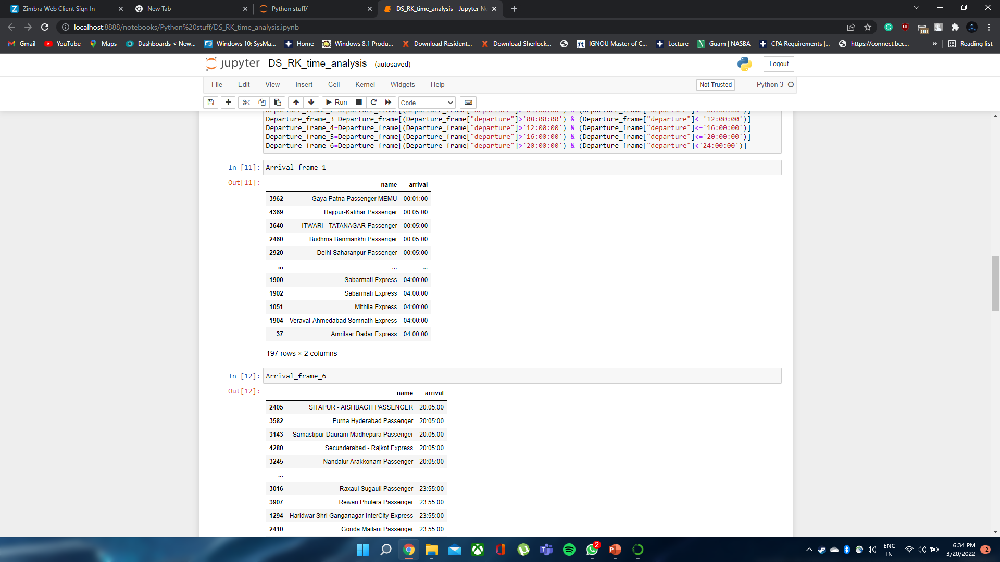 Zimbra Web Client Sign In
New Tab
Python stuff/
DS_RK_time_analysis - Jupyter No
localhost:8888/notebooks/Python%20stuff/DS_RK_time_analysis.ipynb
Off
Gmail
YouTube
Maps
Dashboards < New...
Windows 10: SysMa...
Home
Windows 8.1 Produ...
Download Resident...
Download Sherlock...
IGNOU Master of C...
Lecture
Guam | NASBA
CPA Requirements |...
https://connect.bec...
»
Reading list
jupyter DS_RK_time_analysis (autosaved)
Logout
File Edit View Insert Cell Kernel Widgets Help
Not Trusted
Python 3
Run
Code
Departure_frame_3=Departure_frame[(Departure_frame["departure"]>'08:00:00') & (Departure_frame["departure"]<='12:00:00')]
Departure_frame_4=Departure_frame[(Departure_frame["departure"]>'12:00:00') & (Departure_frame["departure"]<='16:00:00')]
Departure_frame_5=Departure_frame[(Departure_frame["departure"]>'16:00:00') & (Departure_frame["departure"]<='20:00:00')]
Departure_frame_6=Departure_frame[(Departure_frame["departure"]>'20:00:00') & (Departure_frame["departure"]<'24:00:00')]
In [11]: Arrival_frame_1
Out[11]:
name arrival
3962 Gaya Patna Passenger MEMU 00:01:00
4369 Hajipur-Katihar Passenger 00:05:00
3640 ITWARI - TATANAGAR Passenger 00:05:00
2460 Budhma Banmankhi Passenger 00:05:00
2920 Delhi Saharanpur Passenger 00:05:00
... ... ...
1900 Sabarmati Express 04:00:00
1902 Sabarmati Express 04:00:00
1051 Mithila Express 04:00:00
1904 Veraval-Ahmedabad Somnath Express 04:00:00
37 Amritsar Dadar Express 04:00:00
197 rows × 2 columns
In [12]: Arrival_frame_6
Out[12]:
name arrival
2405 SITAPUR - AISHBAGH PASSENGER 20:05:00
3582 Purna Hyderabad Passenger 20:05:00
3143 Samastipur Dauram Madhepura Passenger 20:05:00
4280 Secunderabad - Rajkot Express 20:05:00
3245 Nandalur Arakkonam Passenger 20:05:00
... ... ...
3016 Raxaul Sugauli Passenger 23:55:00
3907 Rewari Phulera Passenger 23:55:00
1294 Haridwar Shri Ganganagar InterCity Express 23:55:00
2410 Gonda Mailani Passenger 23:55:00
2
ENG
IN
6:34 PM
3/20/2022
12